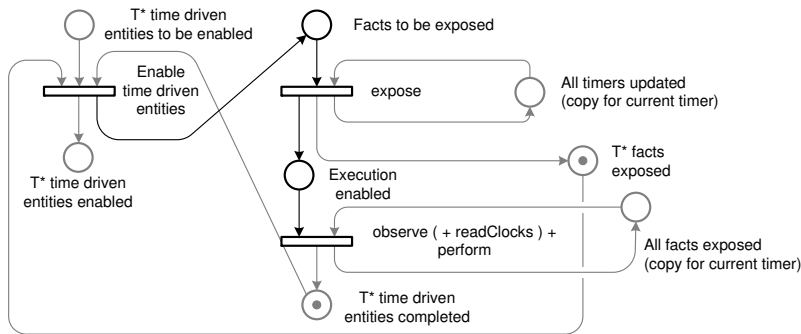 T* time driven
entities to be enabled
Facts to be exposed
Enable
time driven
entities
expose
All timers updated
(copy for current timer)
T* time driven
entities enabled
Execution
enabled
T* facts
exposed
observe ( + readClocks ) +
perform
All facts exposed
(copy for current timer)
T* time driven
entities completed